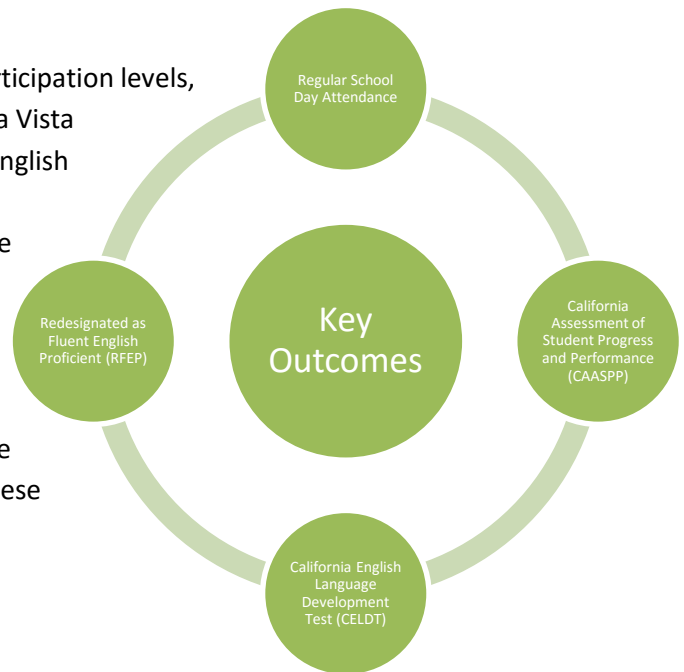 rticipation levels,
a Vista
nglish
e
e
ese
Regular School
Day Attendance
California
Assessment of
Student Progress
and Performance
(CAASPP)
California English
Language
Development
Test (CELDT)
Redesignated as
Fluent English
Proficient (RFEP)
Key
Outcomes